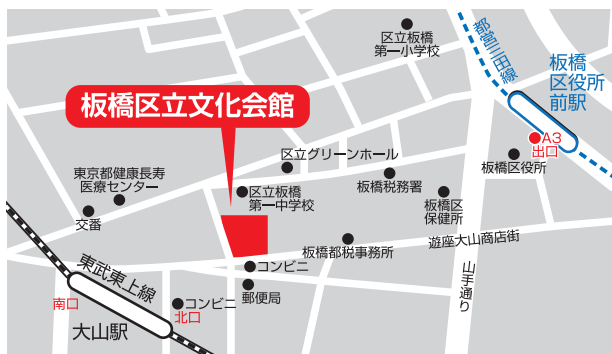 区立板橋
第一小学校
都営三田線
板橋
区役所
前駅
板橋区立文化会館
A3
出口
区立グリーンホール
板橋区役所
東京都健康長寿
医療センター
板橋税務署
区立板橋
第一中学校
板橋区
保健所
交番
遊座大山商店街
板橋都税事務所
山手通り
コンビニ
東武東上線
郵便局
南口
コンビニ
北口
大山駅